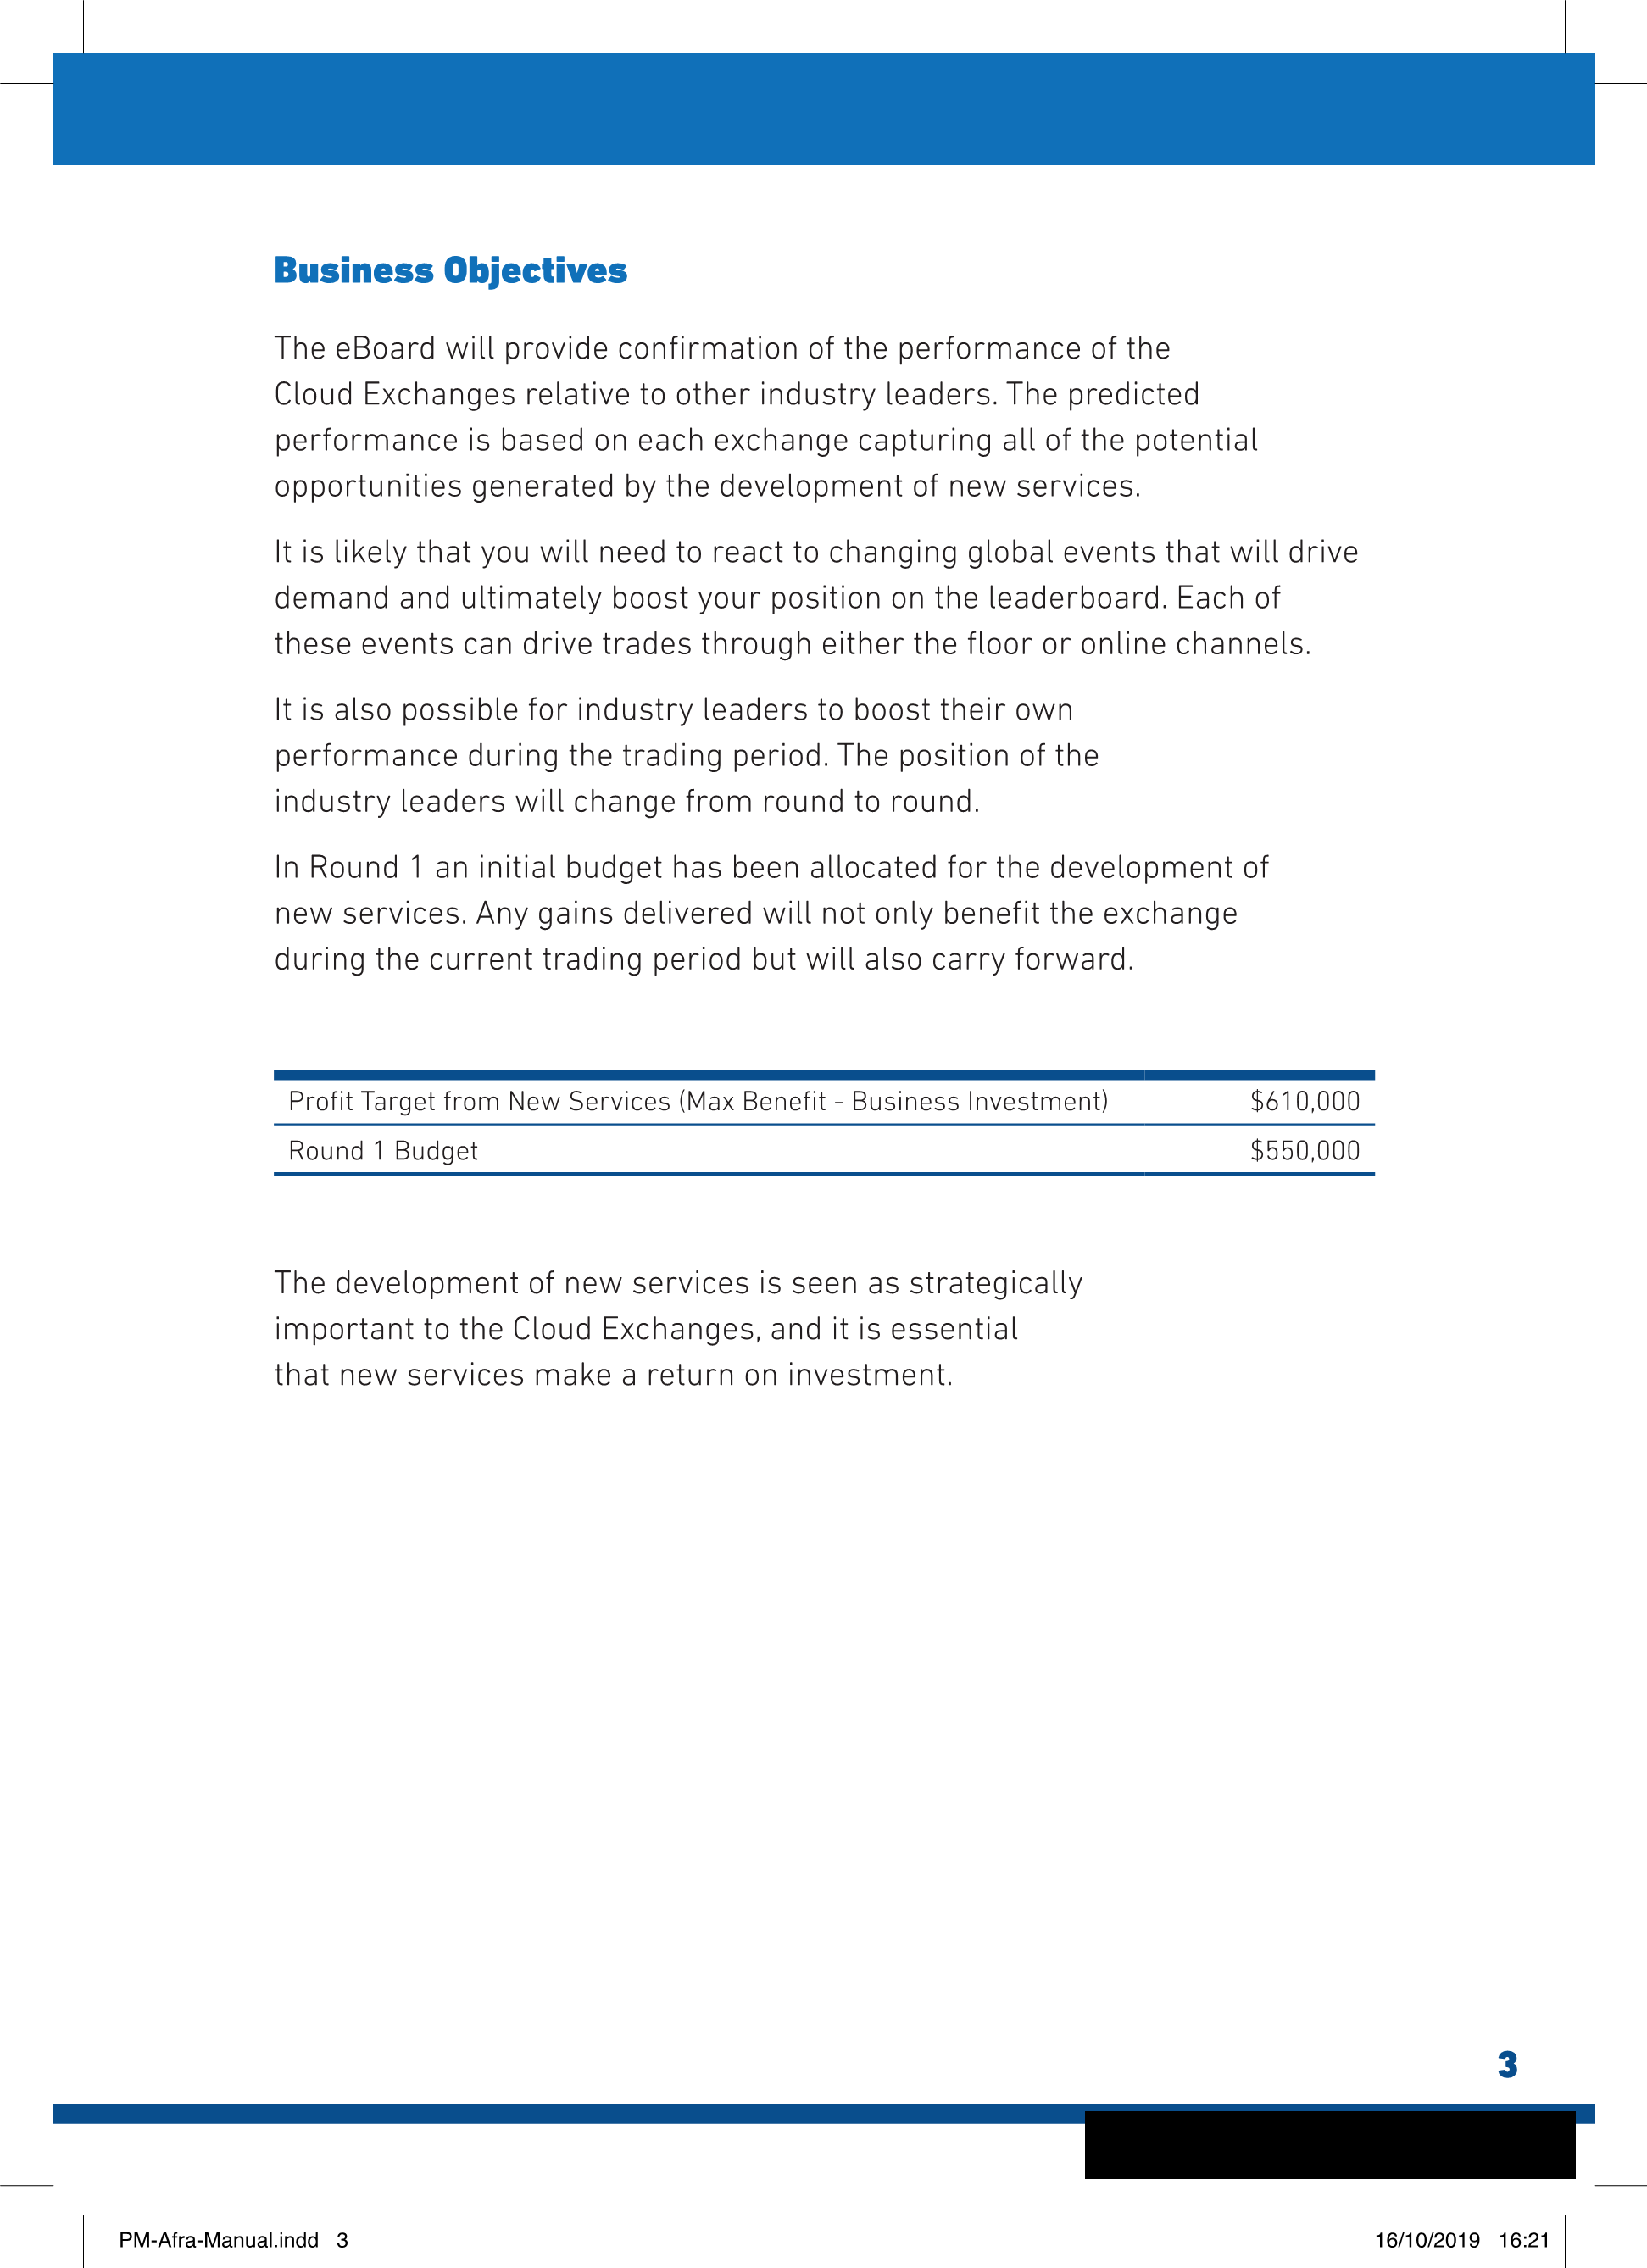 Business Objectives
The eBoard will provide confirmation of the performance of the
Cloud Exchanges relative to other industry leaders. The predicted
performance is based on each exchange capturing all of the potential
opportunities generated by the development of new services.
It is likely that you will need to react to changing global events that will drive
demand and ultimately boost your position on the leaderboard. Each of
these events can drive trades through either the floor or online channels.
It is also possible for industry leaders to boost their own
performance during the trading period. The position of the
industry leaders will change from round to round.
In Round 1 an initial budget has been allocated for the development of
new services. Any gains delivered will not only benefit the exchange
during the current trading period but will also carry forward.
Profit Target from New Services (Max Benefit - Business Investment) $610,000
Round 1 Budget $550,000
The development of new services is seen as strategically
important to the Cloud Exchanges, and it is essential
that new services make a return on investment.
3
PM-Afra-Manual.indd 3 16/10/2019 16:21